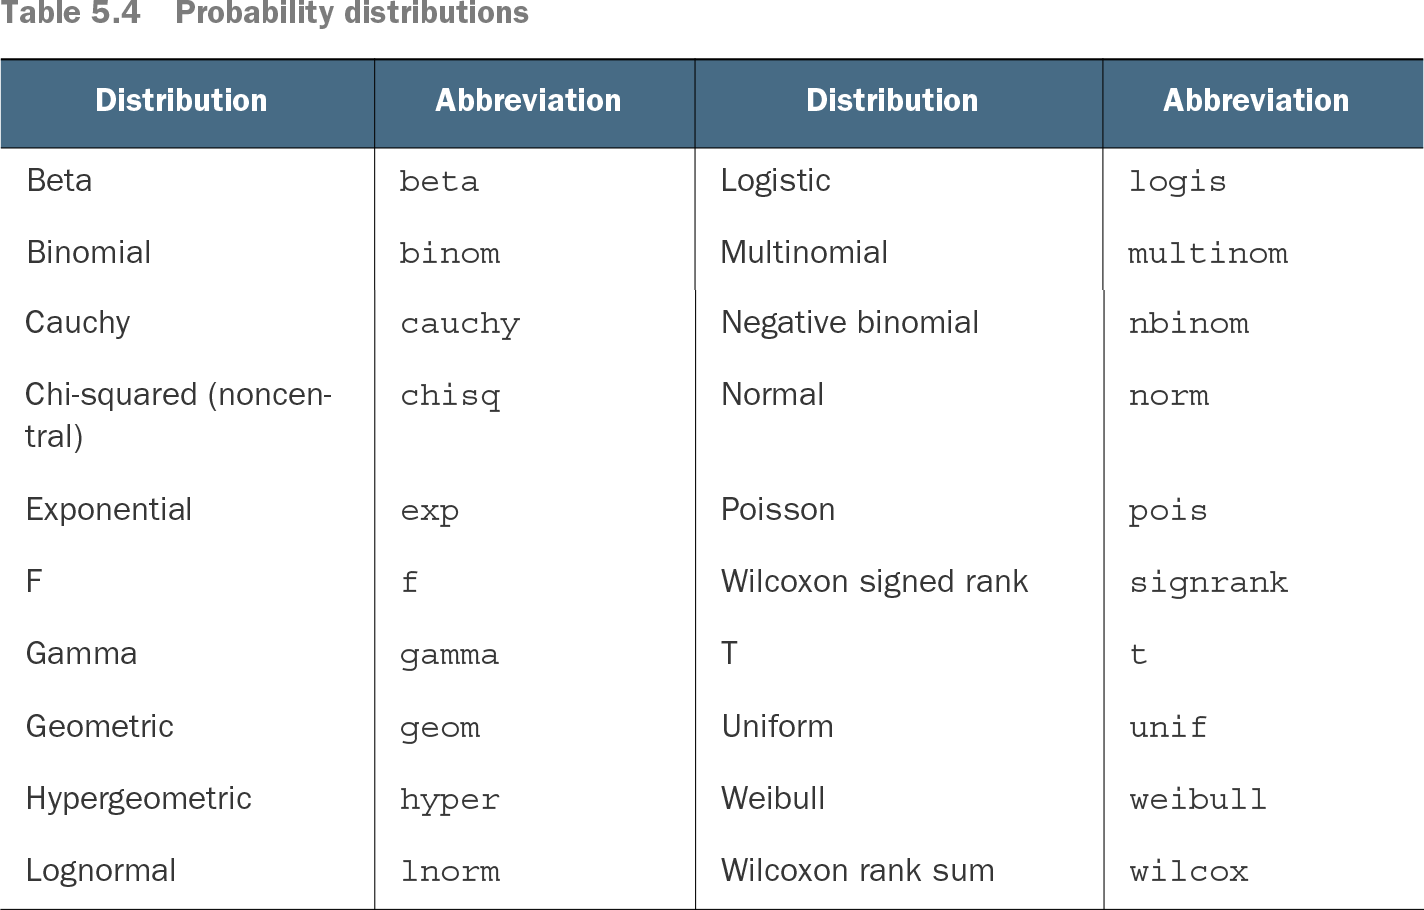 Table 5.4 Probability distributions
Distribution Abbreviation Distribution Abbreviation
Beta beta Logistic logis
Binomial binom Multinomial multinom
Cauchy cauchy Negative binomial nbinom
Chi-squared (noncen- chisq Normal norm
tral)
Exponential exp Poisson pois
F f Wilcoxon signed rank signrank
Gamma gamma T t
Geometric geom Uniform unif
Hypergeometric hyper Weibull weibull
Lognormal lnorm Wilcoxon rank sum wilcox